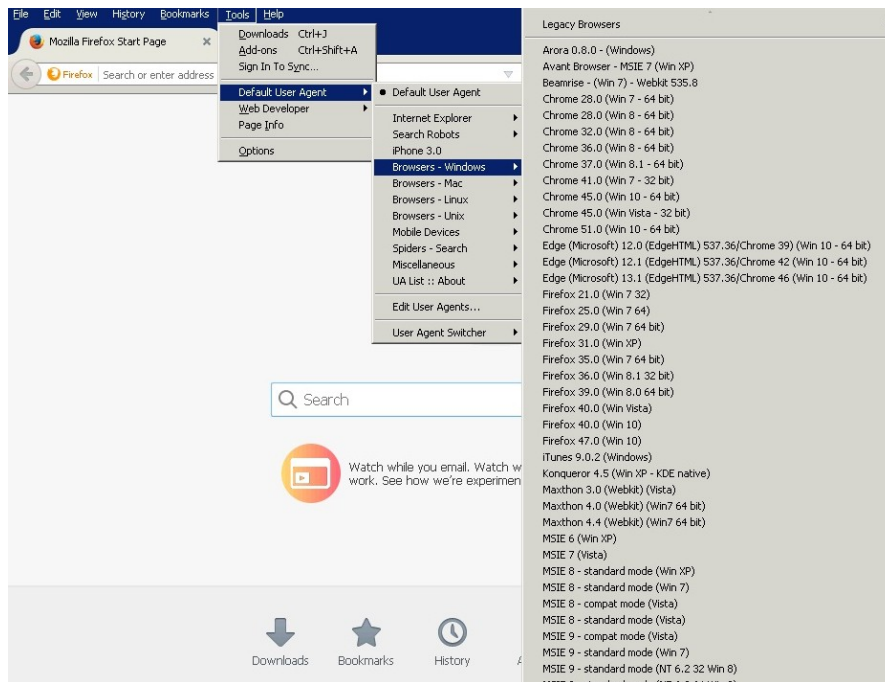 File Edit View History Bookmarks Tools Help
Mozilla Firefox Start Page
Firefox Search or enter address
Downloads Ctrl+J
Add-ons Ctrl+Shift+A
Sign In To Sync...
Default User Agent
Web Developer
Page Info
Options
Default User Agent
Internet Explorer
Search Robots
iPhone 3.0
Browsers - Windows
Browsers - Mac
Browsers - Linux
Browsers - Unix
Mobile Devices
Spiders - Search
Miscellaneous
UA List :: About
Edit User Agents...
User Agent Switcher
Legacy Browsers
Arora 0.8.0 - (Windows)
Avant Browser - MSIE 7 (Win XP)
Beamrise - (Win 7) - Webkit 535.8
Chrome 28.0 (Win 7 - 64 bit)
Chrome 28.0 (Win 8 - 64 bit)
Chrome 32.0 (Win 8 - 64 bit)
Chrome 36.0 (Win 8 - 64 bit)
Chrome 37.0 (Win 8.1 - 64 bit)
Chrome 41.0 (Win 7 - 32 bit)
Chrome 45.0 (Win 10 - 64 bit)
Chrome 45.0 (Win Vista - 32 bit)
Chrome 51.0 (Win 10 - 64 bit)
Edge (Microsoft) 12.0 (EdgeHTML) 537.36/Chrome 39) (Win 10 - 64 bit)
Edge (Microsoft) 12.1 (EdgeHTML) 537.36/Chrome 42 (Win 10 - 64 bit)
Edge (Microsoft) 13.1 (EdgeHTML) 537.36/Chrome 46 (Win 10 - 64 bit)
Firefox 21.0 (Win 7 32)
Firefox 25.0 (Win 7 64)
Firefox 29.0 (Win 7 64 bit)
Firefox 31.0 (Win XP)
Firefox 35.0 (Win 7 64 bit)
Firefox 36.0 (Win 8.1 32 bit)
Firefox 39.0 (Win 8.0 64 bit)
Firefox 40.0 (Win Vista)
Firefox 40.0 (Win 10)
Firefox 47.0 (Win 10)
iTunes 9.0.2 (Windows)
Konqueror 4.5 (Win XP - KDE native)
Maxthon 3.0 (Webkit) (Vista)
Maxthon 4.0 (Webkit) (Win7 64 bit)
Maxthon 4.4 (Webkit) (Win7 64 bit)
MSIE 6 (Win XP)
MSIE 7 (Vista)
MSIE 8 - standard mode (Win XP)
MSIE 8 - standard mode (Win 7)
MSIE 8 - compat mode (Vista)
MSIE 8 - standard mode (Vista)
MSIE 9 - compat mode (Vista)
MSIE 9 - standard mode (Win 7)
MSIE 9 - standard mode (NT 6.2 32 Win 8)
Search
Watch while you email. Watch w
work. See how we're experimen
Downloads Bookmarks History